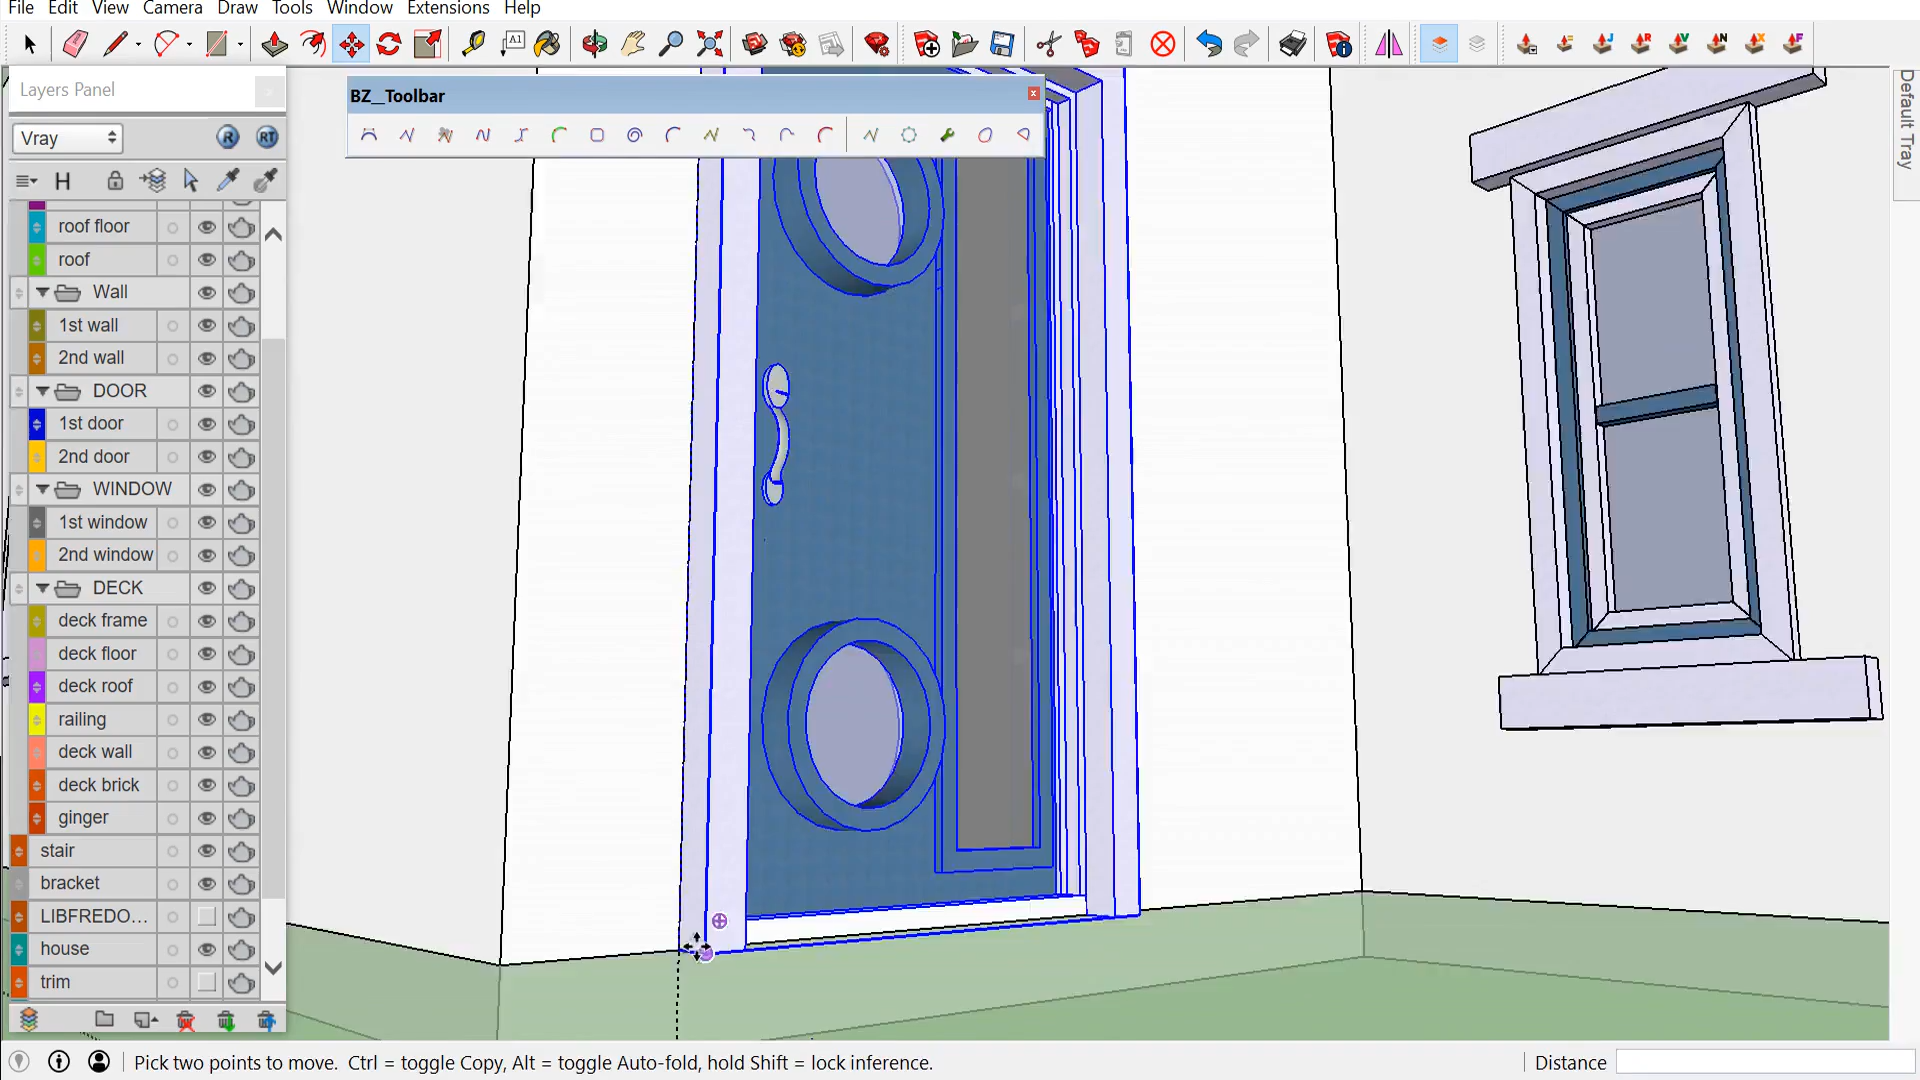 File Edit View Camera Draw Tools Window Extensions Help
A1
J R V N X F
Layers Panel
Default Tray
BZ__Toolbar
Vray
R RT
H
roof floor
roof
Wall
1st wall
2nd wall
DOOR
1st door
2nd door
WINDOW
1st window
2nd window
DECK
deck frame
deck floor
deck roof
railing
deck wall
deck brick
ginger
stair
bracket
LIBFREDO...
house
trim
Pick two points to move. Ctrl = toggle Copy, Alt = toggle Auto-fold, hold Shift = lock inference.
Distance